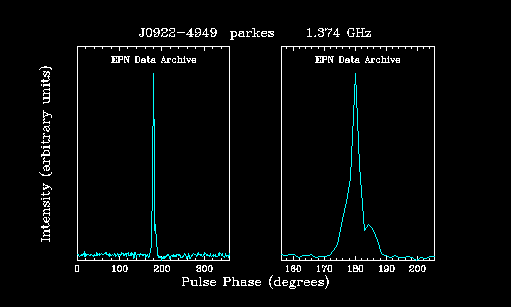 J0922-4949 parkes 1.374 GHz
EPN Data Archive EPN Data Archive
Intensity (arbitrary units)
0 100 200 300 160 170 180 190 200
Pulse Phase (degrees)